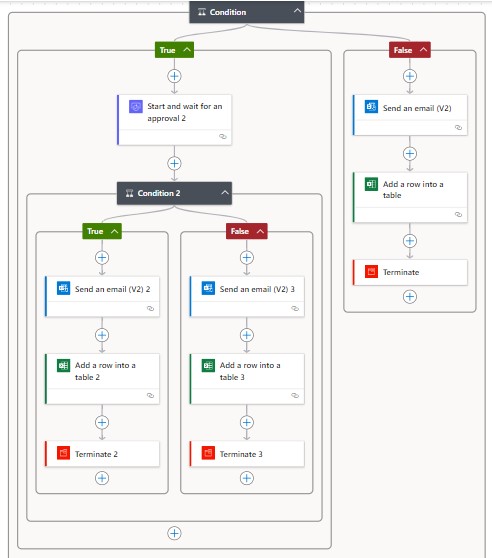 Condition
True
False
Start and wait for an
approval 2
Send an email (V2)
Add a row into a
table
Terminate
Condition 2
True
False
Send an email (V2) 2
Send an email (V2) 3
Add a row into a
table 2
Add a row into a
table 3
Terminate 2
Terminate 3